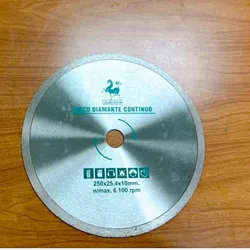 DISCO DIAMANTE CONTINUO
250x25.4x10mm.
n/max. 6.100 rpm